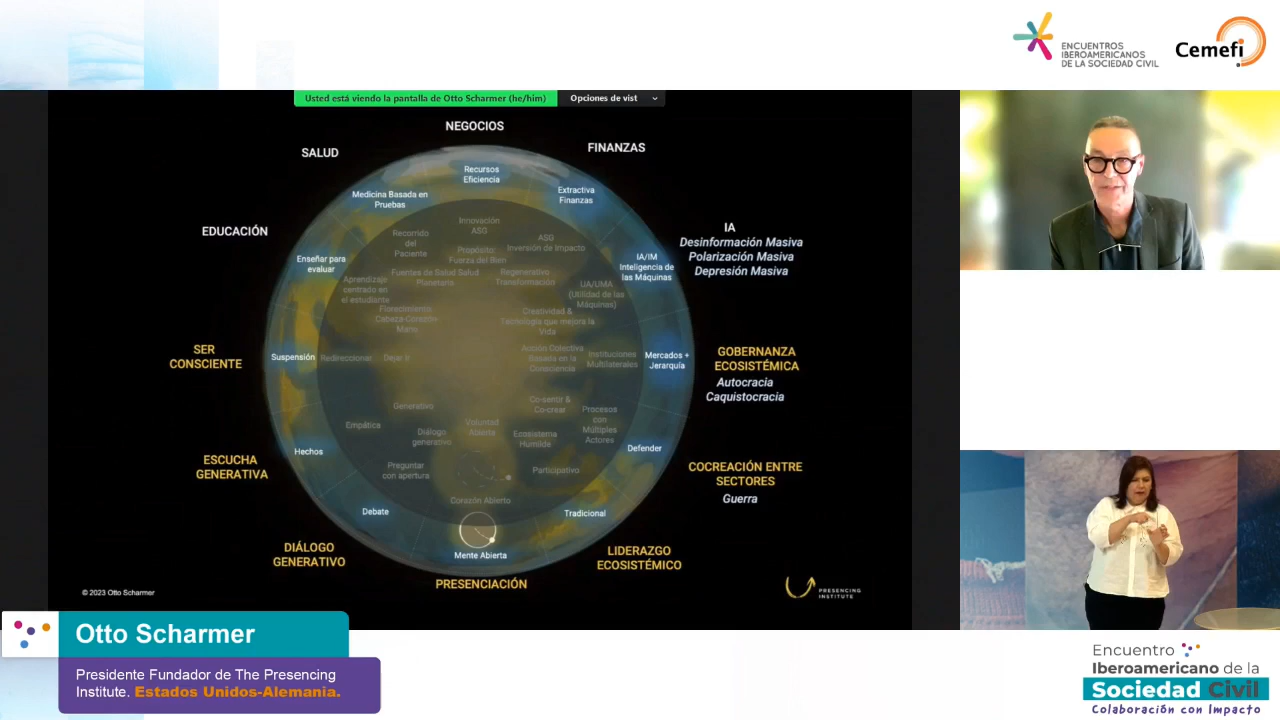 ENCUENTROS
IBEROAMERICANOS
DE LA SOCIEDAD CIVIL
Cemefi
Usted está viendo la pantalla de Otto Scharmer (he/him)
Opciones de vist
NEGOCIOS
SALUD
FINANZAS
Recursos
Eficiencia
Medicina Basada en
Pruebas
Extractiva
Finanzas
Innovación
ASG
EDUCACIÓN
Recorrido
del
Paciente
ASG
Inversión de Impacto
Propósito:
Fuerza del Bien
IA
Desinformación Masiva
Polarización Masiva
Depresión Masiva
Enseñar para
evaluar
IA/IM
Inteligencia de
las Máquinas
Fuentes de Salud Salud
Planetaria
Regenerativo
Transformación
Aprendizaje
sentrado en
el estudiante
UA/UMA
(Utilidad de las
Máquinas)
Florecimiento
Cabeza-Corazón-
Mano
Creatividad &
Tecnología que mejora la
Vida
SER
CONSCIENTE
Suspensión
Redireccionar
Dejar ir
Acción Colectiva
Basada en la
Consciencia
Instituciones
Multilaterales
Mercados +
Jerarquía
GOBERNANZA
ECOSISTÉMICA
Autocracia
Caquistocracia
Generativo
Co-sentir &
Co-crear
Empática
Diálogo
generativo
Voluntad
Abierta
Ecosistema
Humilde
Procesos
con
Múltiples
Actores
Hechos
Defender
ESCUCHA
GENERATIVA
Preguntar
con apertura
Participativo
COCREACIÓN ENTRE
SECTORES
Guerra
Corazón Abierto
Debate
Tradicional
Mente Abierta
DIÁLOGO
GENERATIVO
LIDERAZGO
ECOSISTÉMICO
PRESENCIACIÓN
© 2023 Otto Scharmer
PRESENCING
INSTITUTE
Otto Scharmer
Presidente Fundador de The Presencing
Institute. Estados Unidos-Alemania.
Encuentro
Iberoamericano de la
Sociedad Civil
Colaboración con Impacto